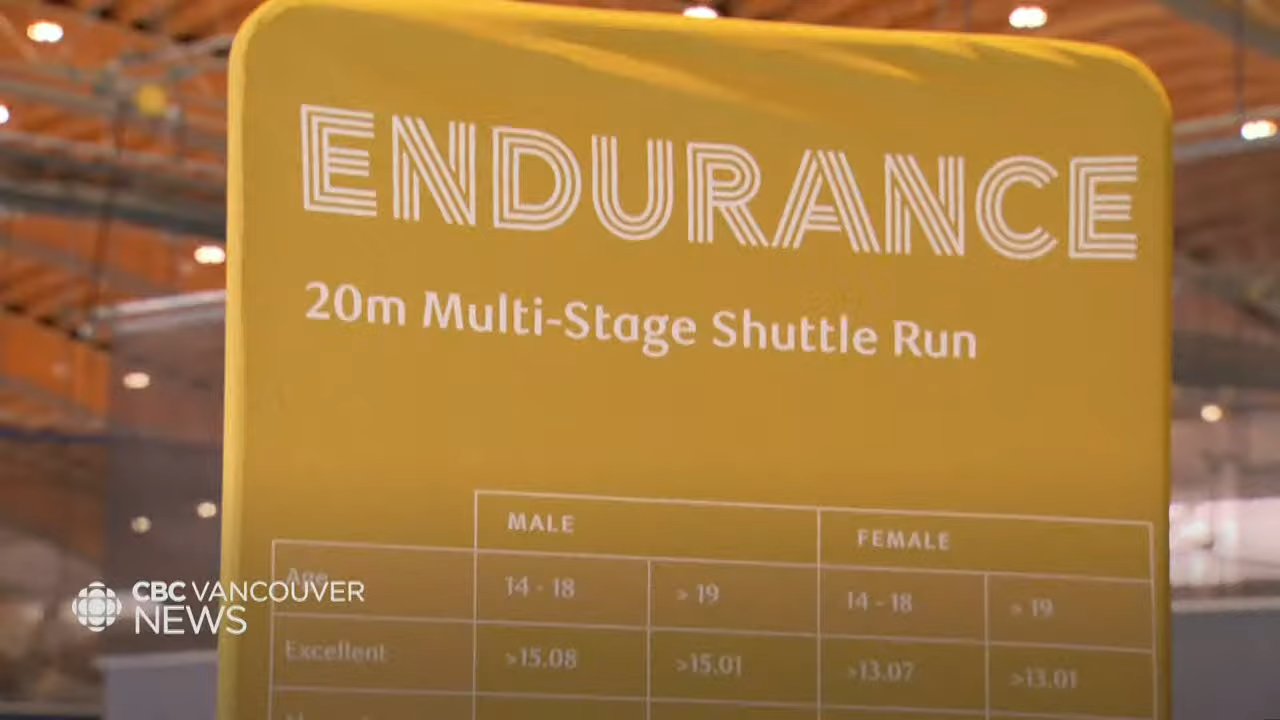 ENDURANCE
20m Multi-Stage Shuttle Run
MALE FEMALE
Age 14 - 18 > 19 14 - 18 > 19
Excellent >15.08 >15.01 >13.07 >13.01
CBC VANCOUVER
NEWS